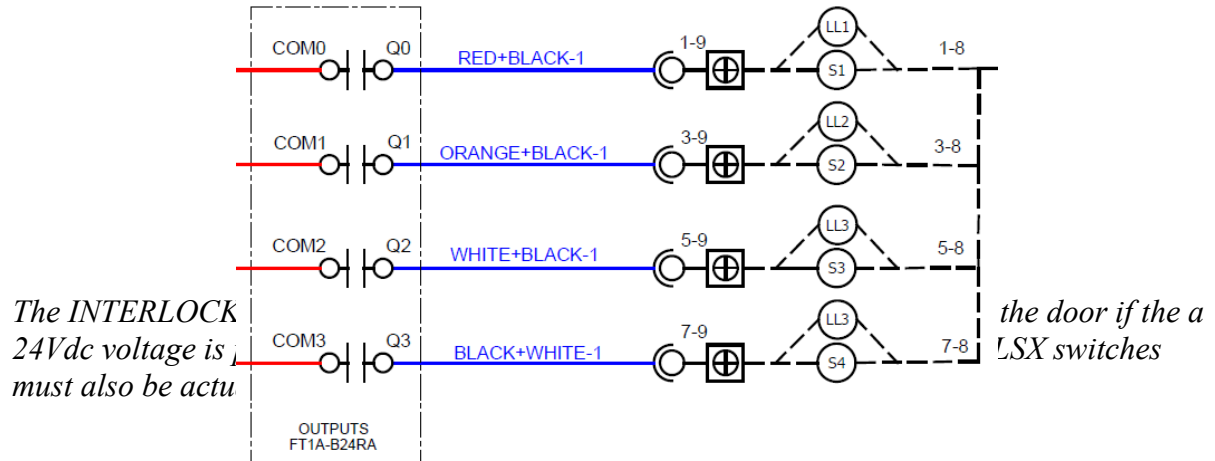 LL1
COM0 Q0 RED+BLACK-1 1-9 S1 1-8
LL2
COM1 Q1 ORANGE+BLACK-1 3-9 S2 3-8
LL3
COM2 Q2 WHITE+BLACK-1 5-9 S3 5-8
The INTERLOCK the door if the a
LL3
COM3 Q3 BLACK+WHITE-1 7-9 S4 7-8
24Vdc voltage is LSX switches
must also be
OUTPUTS
FT1A-B24RA